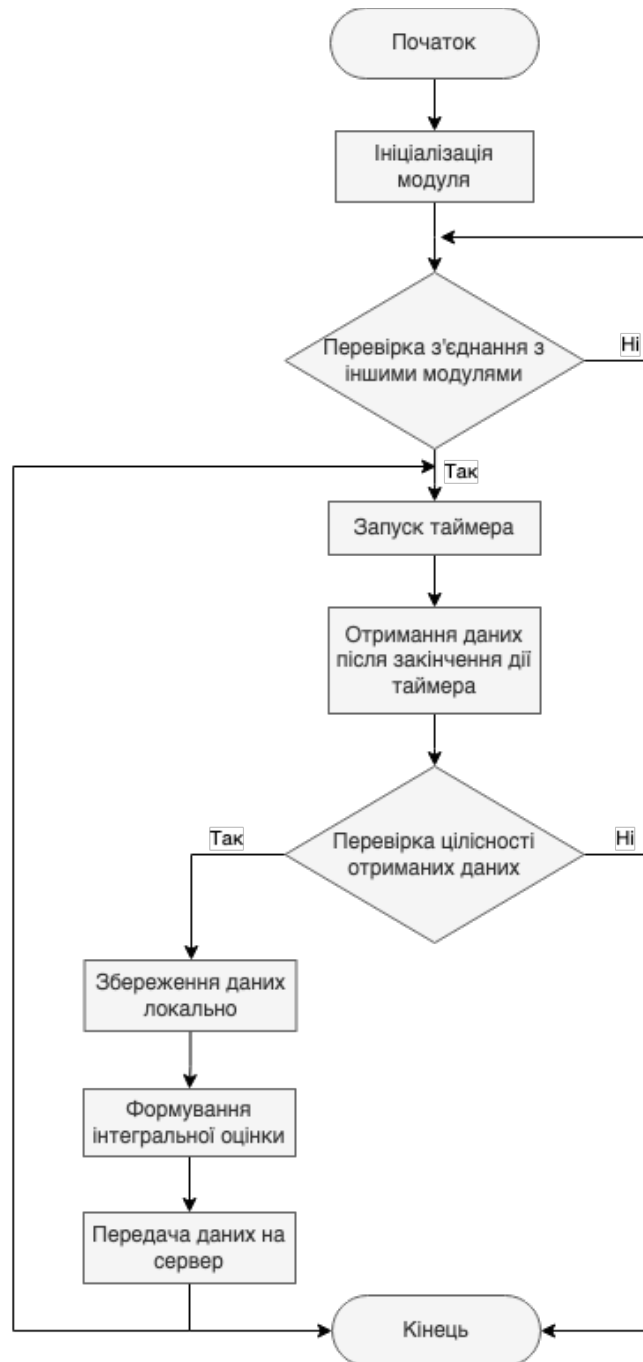 Початок
Ініціалізація
модуля
Перевірка з'єднання з
іншими модулями
Ні
Так
Запуск таймера
Отримання даних
після закінчення дії
таймера
Так
Перевірка цілісності
отриманих даних
Ні
Збереження даних
локально
Формування
інтегральної оцінки
Передача даних на
сервер
Кінець